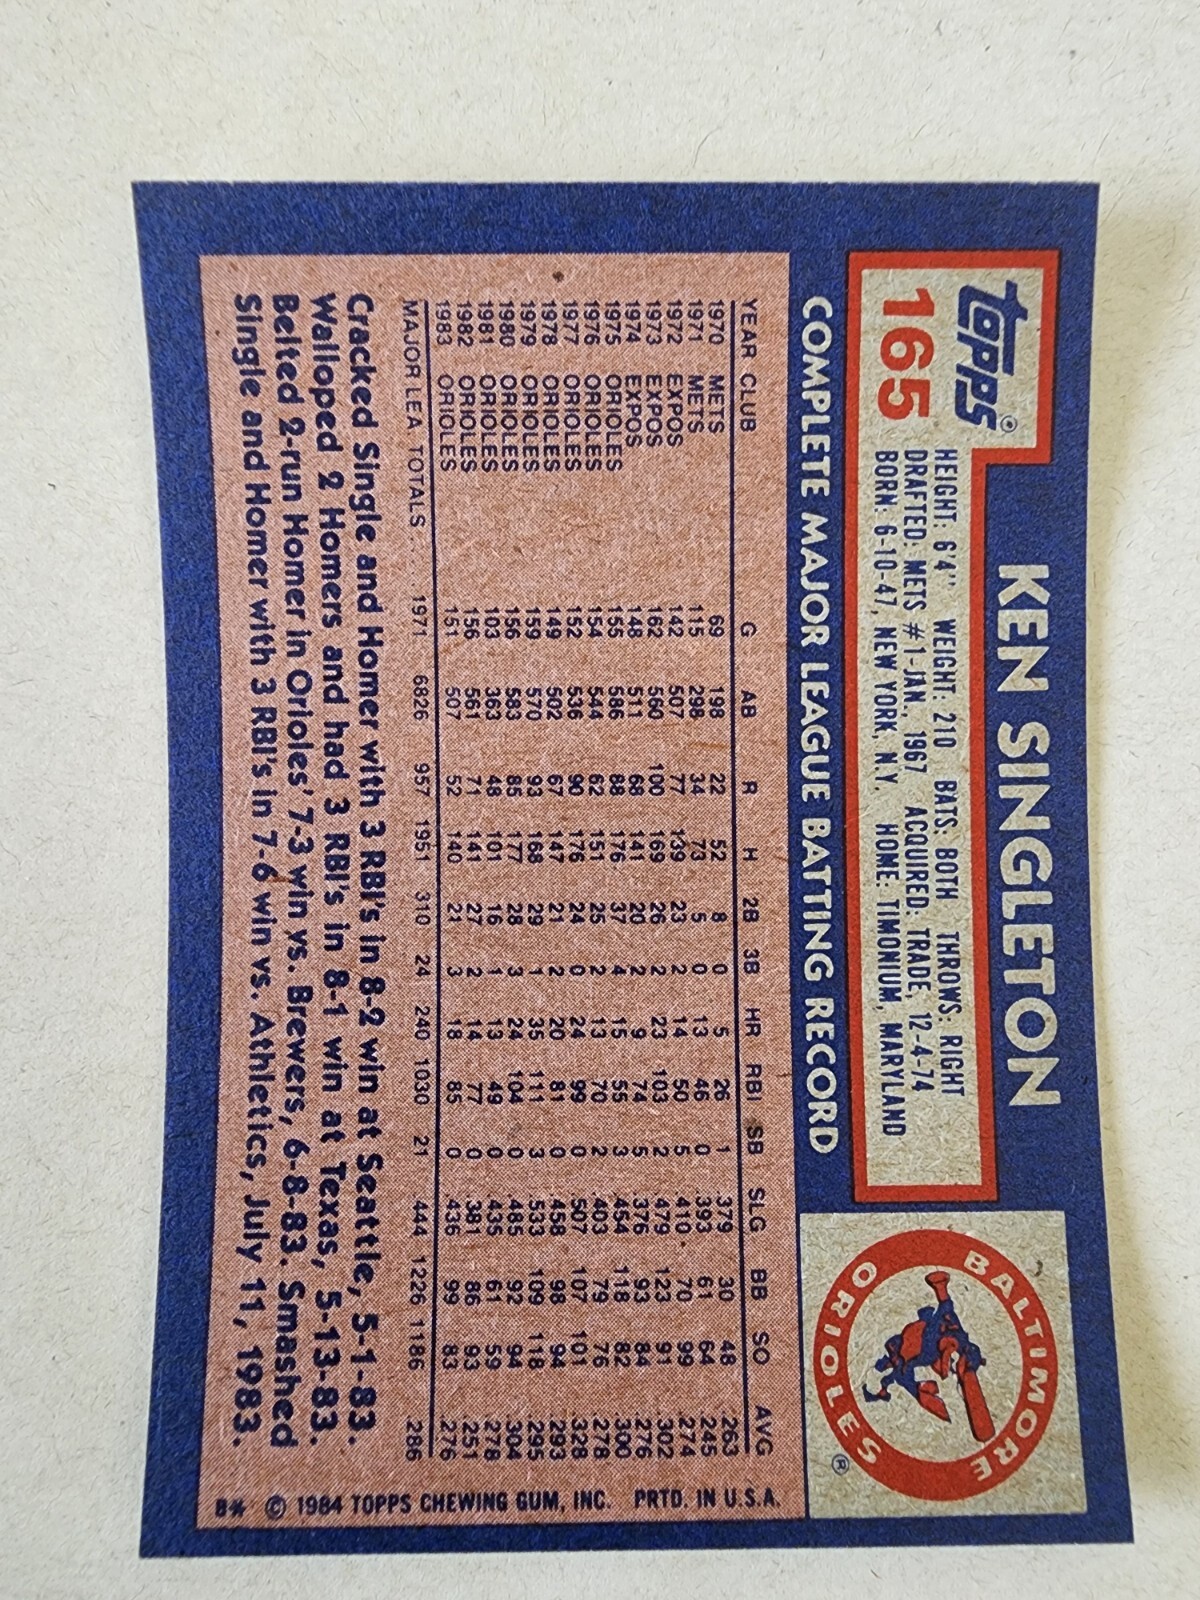 Topps®
165
KEN SINGLETON
HEIGHT: 6'4" WEIGHT: 210 BATS: BOTH THROWS: RIGHT
DRAFTED: METS #1-JAN., 1967 ACQUIRED: TRADE, 12-4-74
BORN: 6-10-47, NEW YORK, N.Y. HOME: TIMONIUM, MARYLAND
BALTIMORE
ORIOLES
®
COMPLETE MAJOR LEAGUE BATTING RECORD
YEAR CLUB G AB R H 2B 3B HR RBI SB SLG BB SO AVG
1970 METS 69 198 22 52 8 0 5 26 1 .379 30 48 .263
1971 METS 115 298 34 73 5 0 13 46 0 .393 61 64 .245
1972 EXPOS 142 507 77 139 23 2 14 50 5 .410 70 99 .274
1973 EXPOS 162 560 100 169 26 2 23 103 2 .479 123 91 .302
1974 EXPOS 148 511 68 141 20 2 9 74 5 .376 93 84 .276
1975 ORIOLES 155 586 88 176 37 4 15 55 3 .454 118 82 .300
1976 ORIOLES 154 544 62 151 25 2 13 70 2 .403 79 76 .278
1977 ORIOLES 152 536 90 176 24 0 24 99 0 .507 107 101 .328
1978 ORIOLES 149 502 67 147 21 2 20 81 0 .458 98 94 .293
1979 ORIOLES 159 570 93 168 29 1 35 111 3 .533 109 118 .295
1980 ORIOLES 156 583 85 177 28 3 24 104 0 .485 92 94 .304
1981 ORIOLES 103 363 48 101 16 1 13 49 0 .435 61 59 .278
1982 ORIOLES 156 561 71 141 27 2 14 77 0 .381 86 93 .251
1983 ORIOLES 151 507 52 140 21 3 18 85 0 .436 99 83 .276
MAJOR LEA. TOTALS.... 1971 6826 957 1951 310 24 240 1030 21 .444 1226 1186 .286
Cracked Single and Homer with 3 RBI's in 8-2 win at Seattle, 5-1-83.
Walloped 2 Homers and had 3 RBI's in 8-1 win at Texas, 5-13-83.
Belted 2-run Homer in Orioles' 7-3 win vs. Brewers, 6-8-83. Smashed
Single and Homer with 3 RBI's in 7-6 win vs. Athletics, July 11, 1983.
B* © 1984 TOPPS CHEWING GUM, INC. PRTD. IN U.S.A.